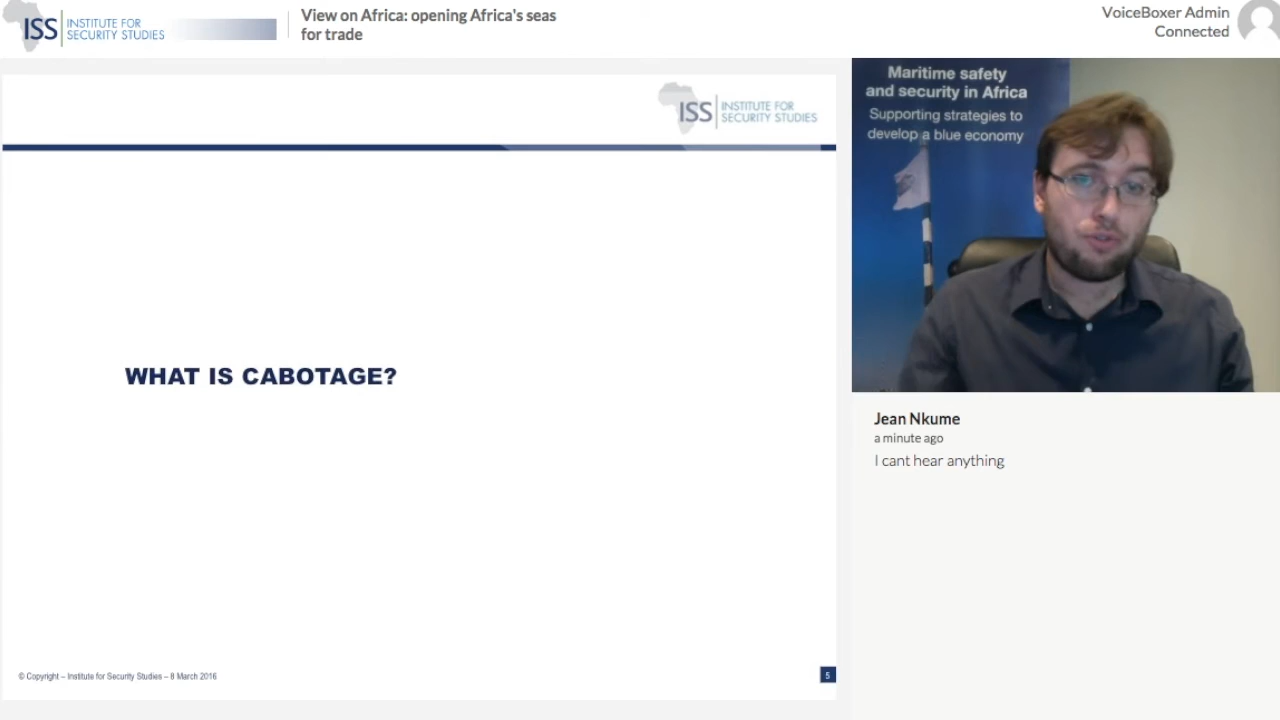 ISS INSTITUTE FOR
SECURITY STUDIES
View on Africa: opening Africa's seas
for trade
VoiceBoxer Admin
Connected
ISS INSTITUTE FOR
SECURITY STUDIES
WHAT IS CABOTAGE?
© Copyright – Institute for Security Studies – 8 March 2016
5
Maritime safety
and security in Africa
Supporting strategies to
develop a blue economy
Jean Nkume
a minute ago
I cant hear anything